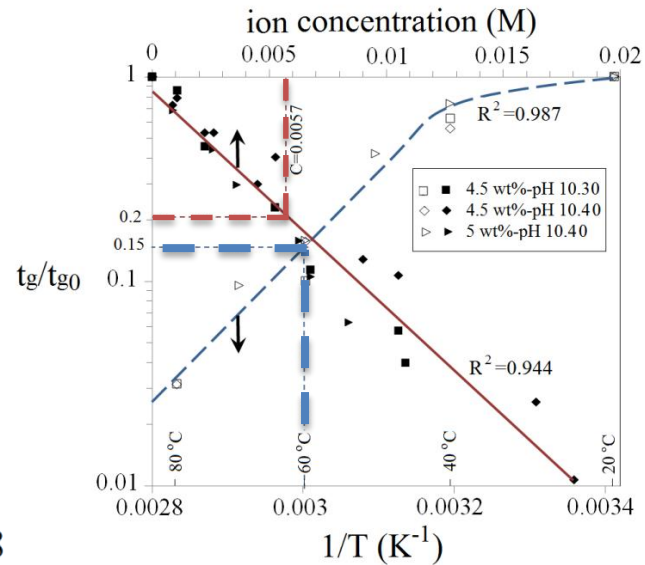 ion concentration (M)
0 0.005 0.01 0.015 0.02
1
0.2
0.15
0.1
0.01
tg/tg0
C=0.0057
R²=0.987
4.5 wt%-pH 10.30
4.5 wt%-pH 10.40
5 wt%-pH 10.40
R²=0.944
80 °C 60 °C 40 °C 20 °C
0.0028 0.003 0.0032 0.0034
1/T (K⁻¹)